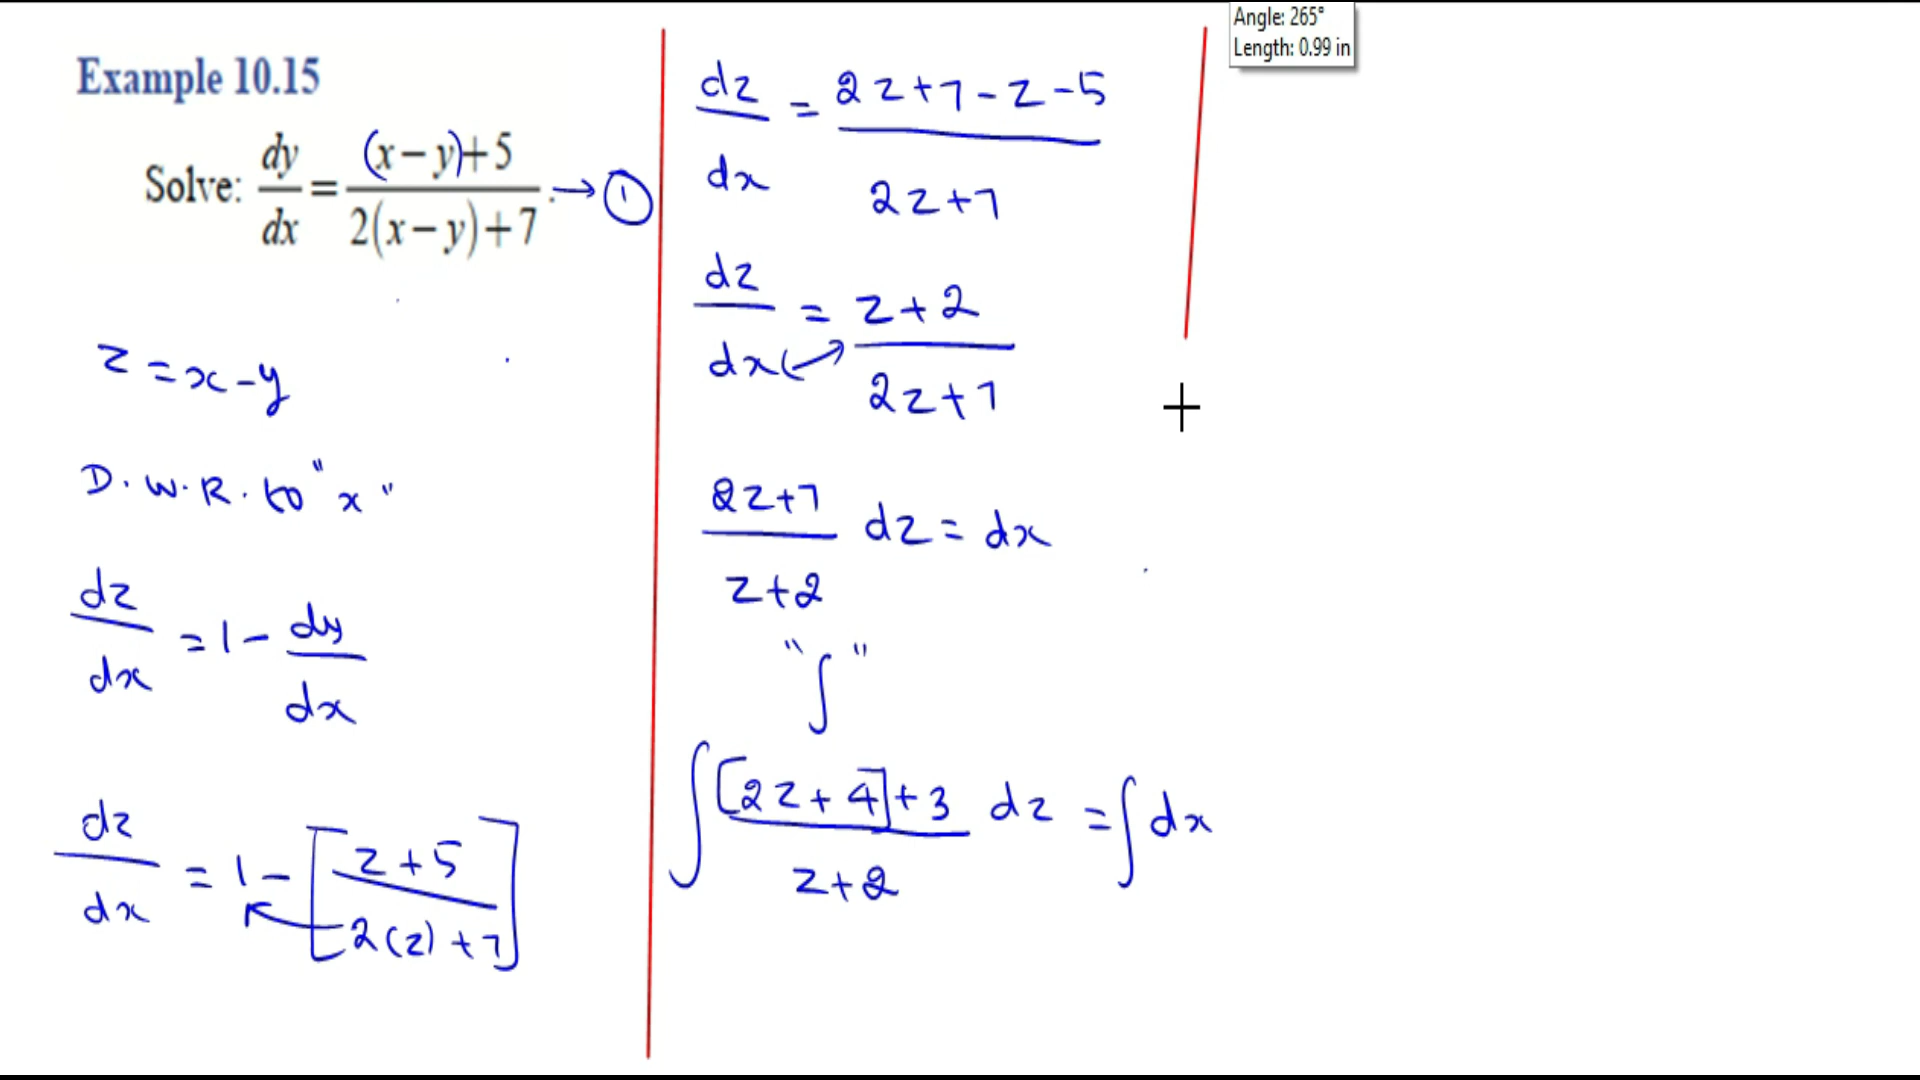 Example 10.15
Solve: dy/dx = (x−y)+5 / 2(x−y)+7 . → ①
z = x − y
D. W. R. to "x"
dz/dx = 1 − dy/dx
dz/dx = 1 − [z+5 / 2(z)+7]
dz/dx = 2z+7−z−5 / 2z+7
dz/dx = z+2 / 2z+7
2z+7 / z+2 dz = dx
"∫"
∫ [2z+4]+3 / z+2 dz = ∫ dx
Angle: 265°
Length: 0.99 in